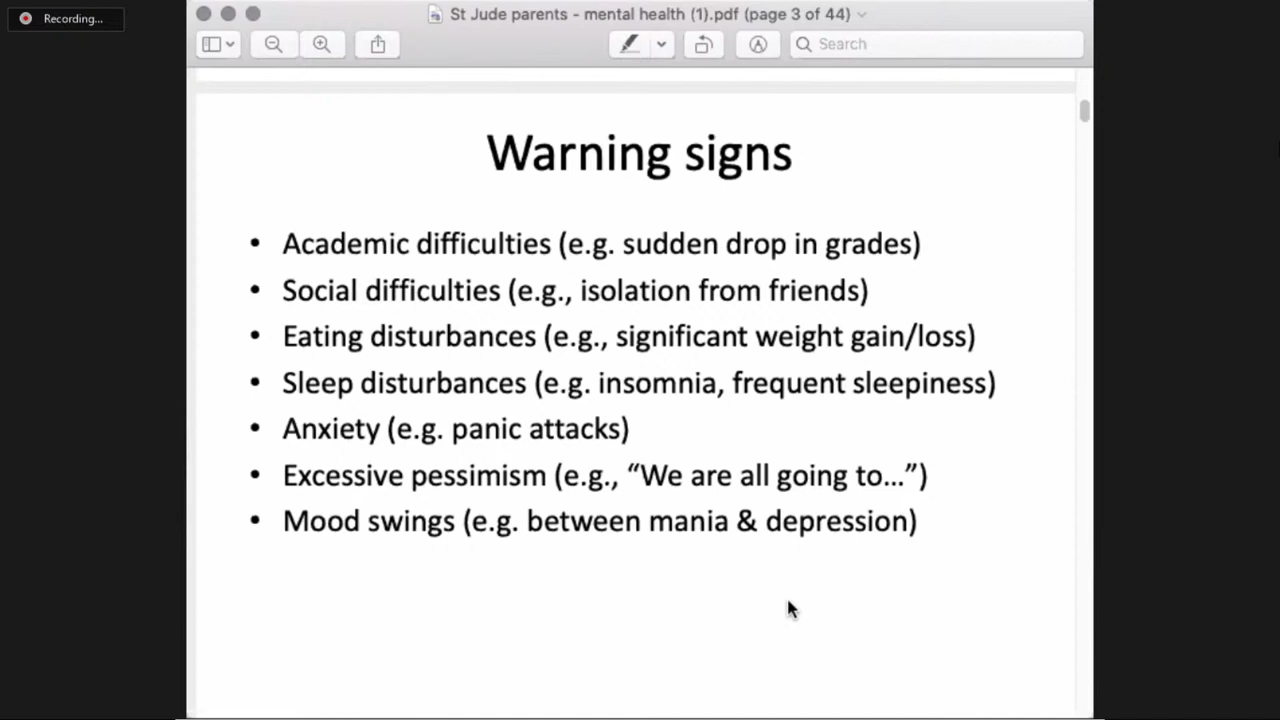 Recording...
St Jude parents - mental health (1).pdf (page 3 of 44)
Search
Warning signs
• Academic difficulties (e.g. sudden drop in grades)
• Social difficulties (e.g., isolation from friends)
• Eating disturbances (e.g., significant weight gain/loss)
• Sleep disturbances (e.g. insomnia, frequent sleepiness)
• Anxiety (e.g. panic attacks)
• Excessive pessimism (e.g., “We are all going to…”)
• Mood swings (e.g. between mania & depression)